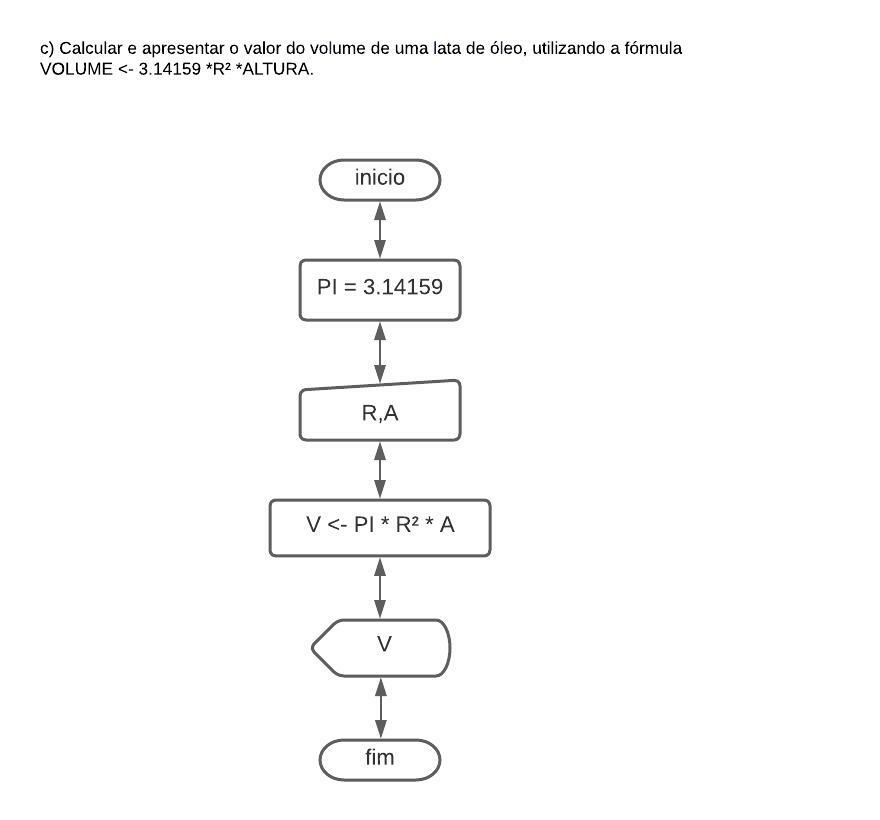 c) Calcular e apresentar o valor do volume de uma lata de óleo, utilizando a fórmula
VOLUME <- 3.14159 *R² *ALTURA.
inicio
PI = 3.14159
R,A
V <- PI * R² * A
V
fim